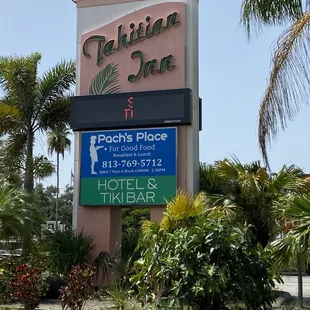 Tahitian
Inn
Pach's Place
• For Good Food
Breakfast & Lunch
813-769-5712
HOTEL &
TIKI BAR